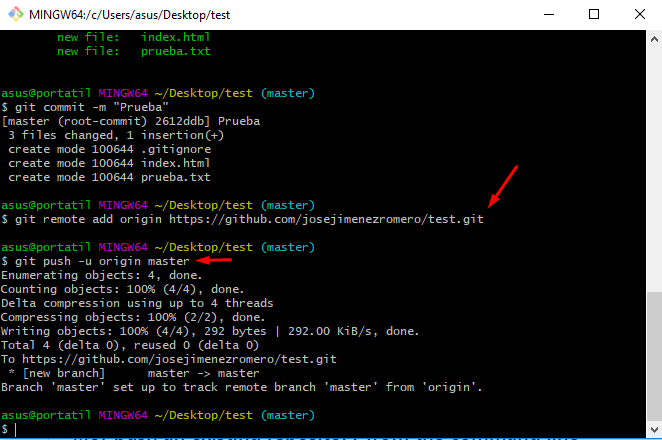 MINGW64:/c/Users/asus/Desktop/test
new file:   index.html
new file:   prueba.txt
asus@portatil MINGW64 ~/Desktop/test (master)
$ git commit -m "Prueba"
[master (root-commit) 2612ddb] Prueba
 3 files changed, 1 insertion(+)
 create mode 100644 .gitignore
 create mode 100644 index.html
 create mode 100644 prueba.txt
asus@portatil MINGW64 ~/Desktop/test (master)
$ git remote add origin https://github.com/josejimenezromero/test.git
asus@portatil MINGW64 ~/Desktop/test (master)
$ git push -u origin master
Enumerating objects: 4, done.
Counting objects: 100% (4/4), done.
Delta compression using up to 4 threads
Compressing objects: 100% (2/2), done.
Writing objects: 100% (4/4), 292 bytes | 292.00 KiB/s, done.
Total 4 (delta 0), reused 0 (delta 0)
To https://github.com/josejimenezromero/test.git
 * [new branch]      master -> master
Branch 'master' set up to track remote branch 'master' from 'origin'.
asus@portatil MINGW64 ~/Desktop/test (master)
$